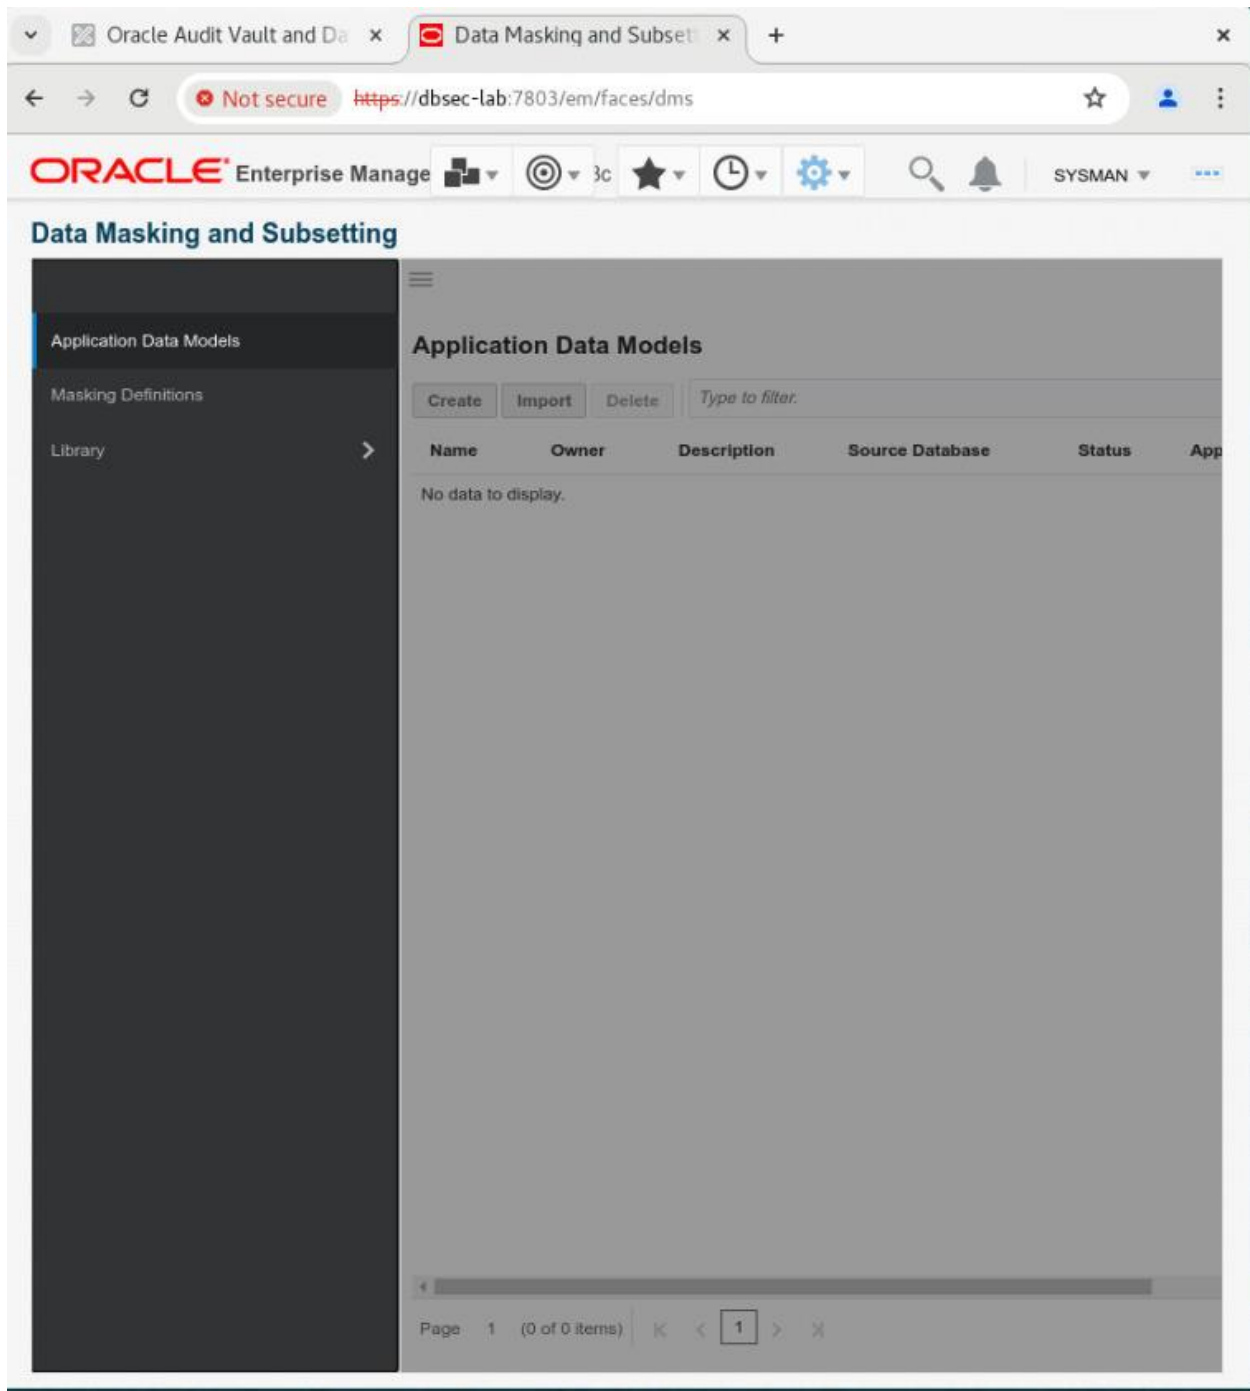 Oracle Audit Vault and Da
Data Masking and Subset
Not secure https://dbsec-lab:7803/em/faces/dms
ORACLE Enterprise Manage 3c SYSMAN
Data Masking and Subsetting
Application Data Models
Masking Definitions
Library
Application Data Models
Create Import Delete Type to filter.
Name Owner Description Source Database Status App
No data to display.
Page 1 (0 of 0 items) 1